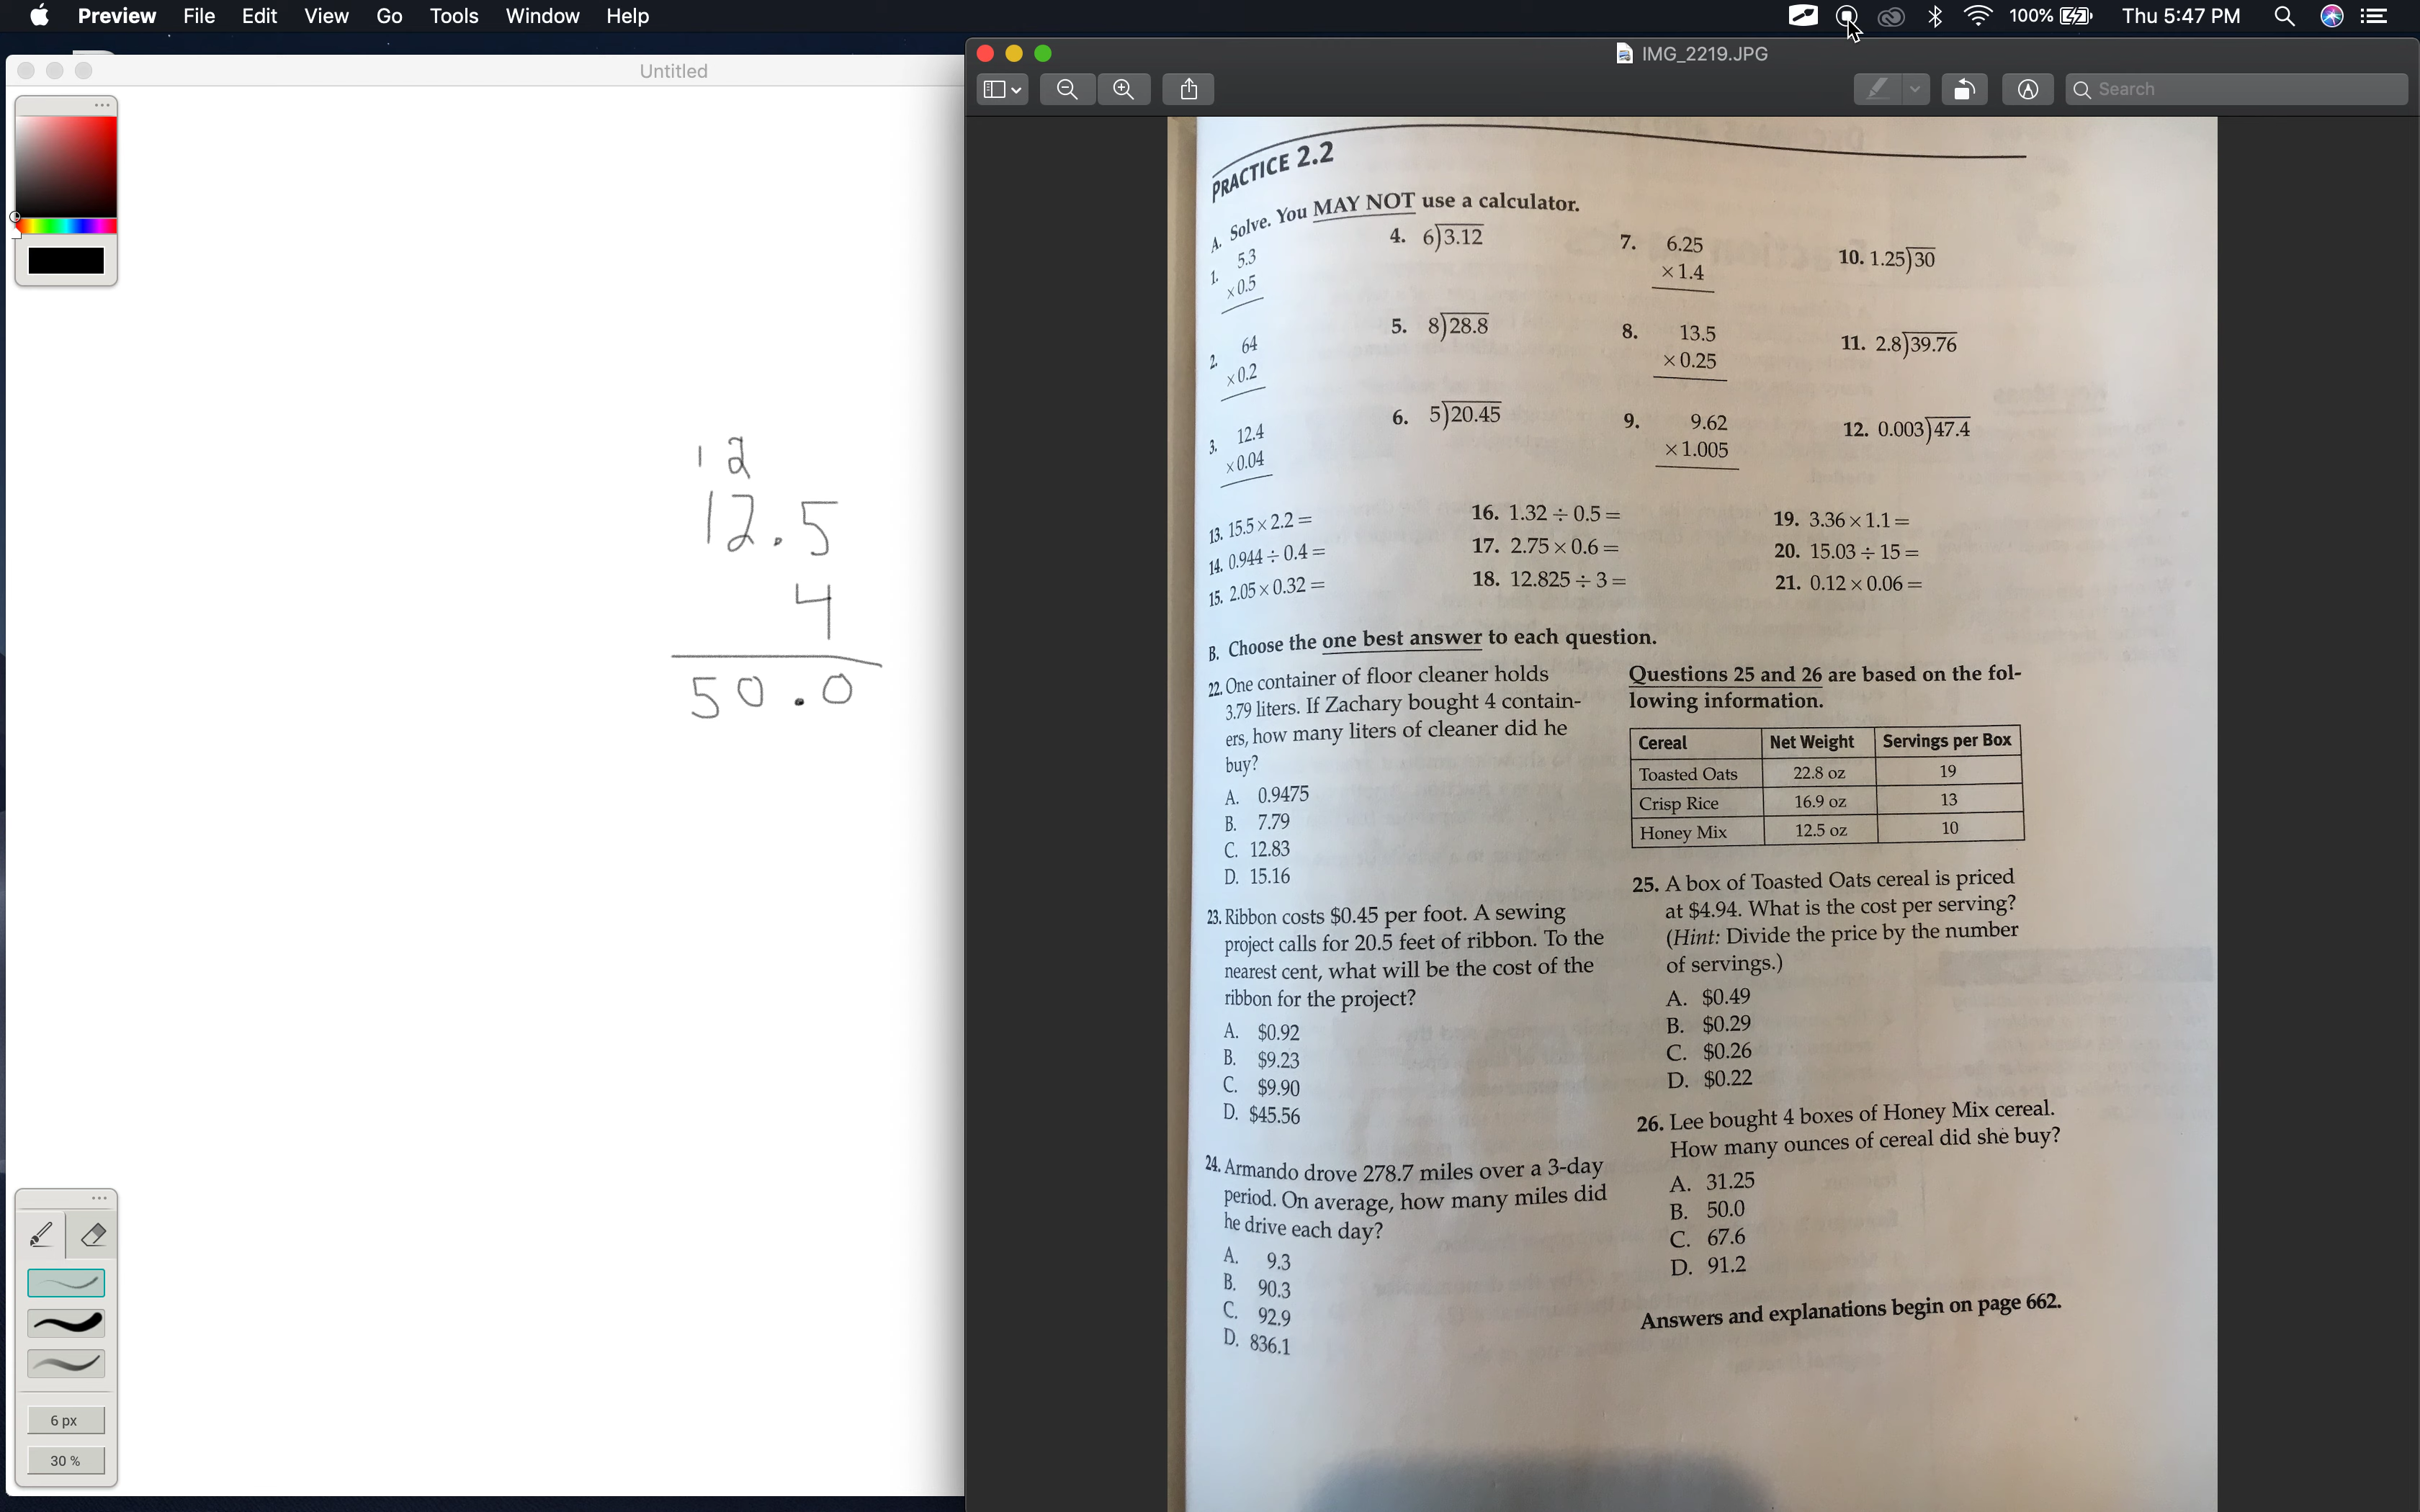 Preview File Edit View Go Tools Window Help
100% Thu 5:47 PM
Untitled
IMG_2219.JPG
Search
6 px
30 %
1 2
12.5
4
50.0
PRACTICE 2.2
A. Solve. You MAY NOT use a calculator.
1. 5.3
×0.5
2. 64
×0.2
3. 12.4
×0.04
4. 6)3.12
5. 8)28.8
6. 5)20.45
7. 6.25
×1.4
8. 13.5
×0.25
9. 9.62
×1.005
10. 1.25)30
11. 2.8)39.76
12. 0.003)47.4
13. 15.5 × 2.2 =
14. 0.944 ÷ 0.4 =
15. 2.05 × 0.32 =
16. 1.32 ÷ 0.5 =
17. 2.75 × 0.6 =
18. 12.825 ÷ 3 =
19. 3.36 × 1.1 =
20. 15.03 ÷ 15 =
21. 0.12 × 0.06 =
B. Choose the one best answer to each question.
22. One container of floor cleaner holds
3.79 liters. If Zachary bought 4 contain-
ers, how many liters of cleaner did he
buy?
A. 0.9475
B. 7.79
C. 12.83
D. 15.16
23. Ribbon costs $0.45 per foot. A sewing
project calls for 20.5 feet of ribbon. To the
nearest cent, what will be the cost of the
ribbon for the project?
A. $0.92
B. $9.23
C. $9.90
D. $45.56
24. Armando drove 278.7 miles over a 3-day
period. On average, how many miles did
he drive each day?
A. 9.3
B. 90.3
C. 92.9
D. 836.1
Questions 25 and 26 are based on the fol-
lowing information.
Cereal Net Weight Servings per Box
Toasted Oats 22.8 oz 19
Crisp Rice 16.9 oz 13
Honey Mix 12.5 oz 10
25. A box of Toasted Oats cereal is priced
at $4.94. What is the cost per serving?
(Hint: Divide the price by the number
of servings.)
A. $0.49
B. $0.29
C. $0.26
D. $0.22
26. Lee bought 4 boxes of Honey Mix cereal.
How many ounces of cereal did she buy?
A. 31.25
B. 50.0
C. 67.6
D. 91.2
Answers and explanations begin on page 662.